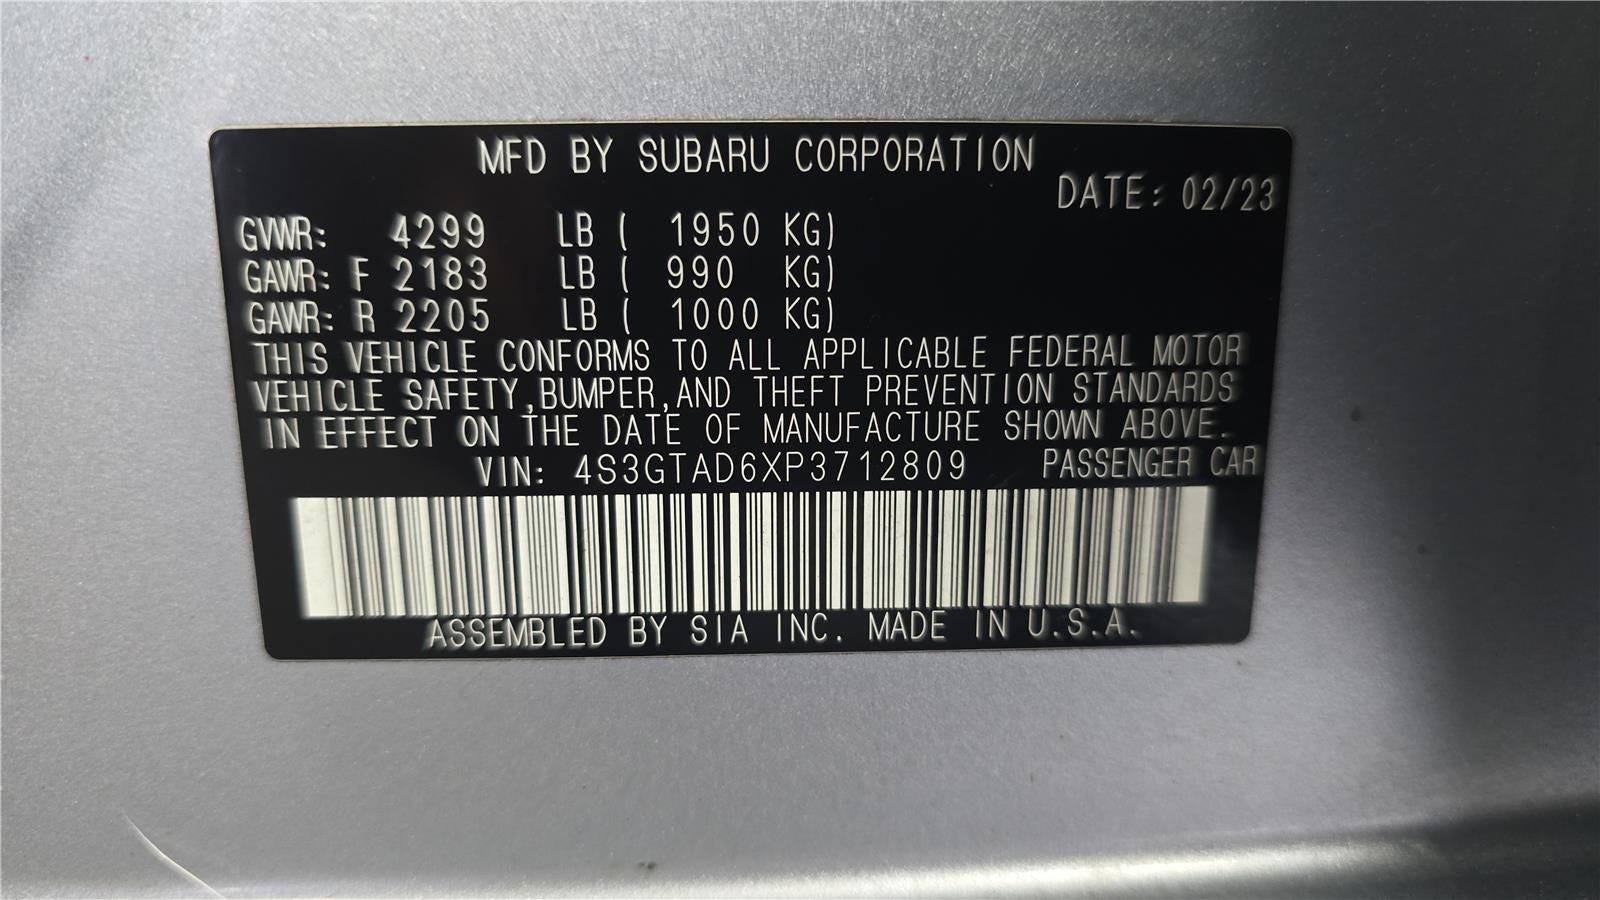 MFD BY SUBARU CORPORATION
DATE: 02/23
GVWR: 4299 LB ( 1950 KG)
GAWR: F 2183 LB ( 990 KG)
GAWR: R 2205 LB ( 1000 KG)
THIS VEHICLE CONFORMS TO ALL APPLICABLE FEDERAL MOTOR
VEHICLE SAFETY,BUMPER,AND THEFT PREVENTION STANDARDS
IN EFFECT ON THE DATE OF MANUFACTURE SHOWN ABOVE.
VIN: 4S3GTAD6XP3712809 PASSENGER CAR
ASSEMBLED BY SIA INC. MADE IN U.S.A.